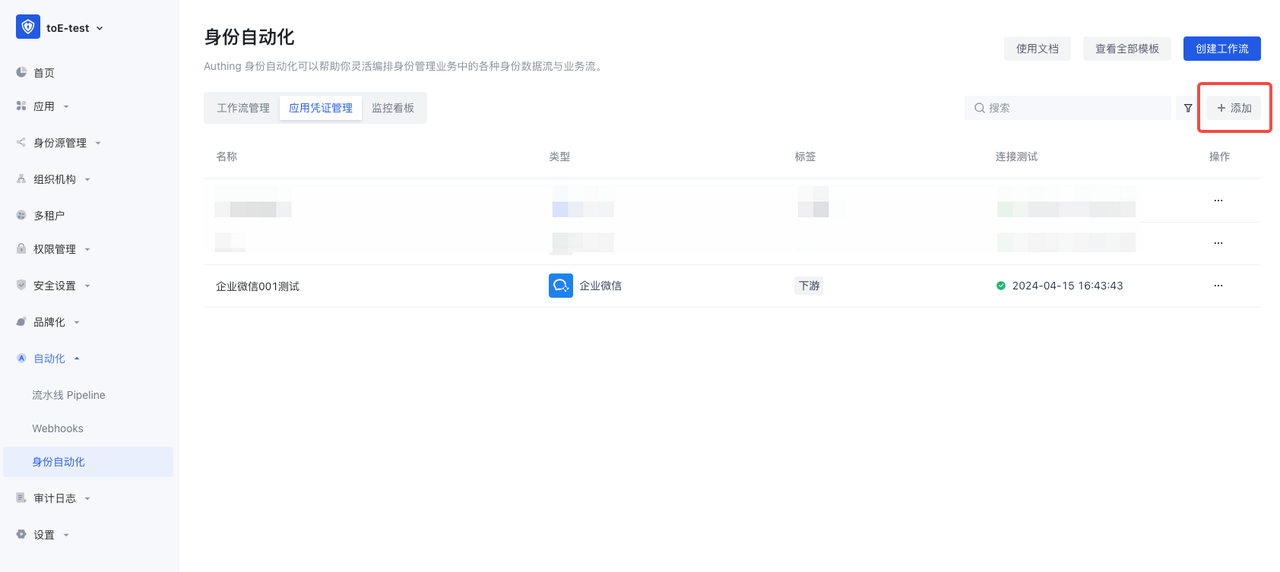 toE-test
首页
应用
身份源管理
组织机构
多租户
权限管理
安全设置
品牌化
自动化
流水线 Pipeline
Webhooks
身份自动化
审计日志
设置
身份自动化
Authing 身份自动化可以帮助你灵活编排身份管理业务中的各种身份数据流与业务流。
使用文档 查看全部模板 创建工作流
工作流管理 应用凭证管理 监控看板 搜索 添加
名称 类型 标签 连接测试 操作
企业微信001测试 企业微信 下游 2024-04-15 16:43:43